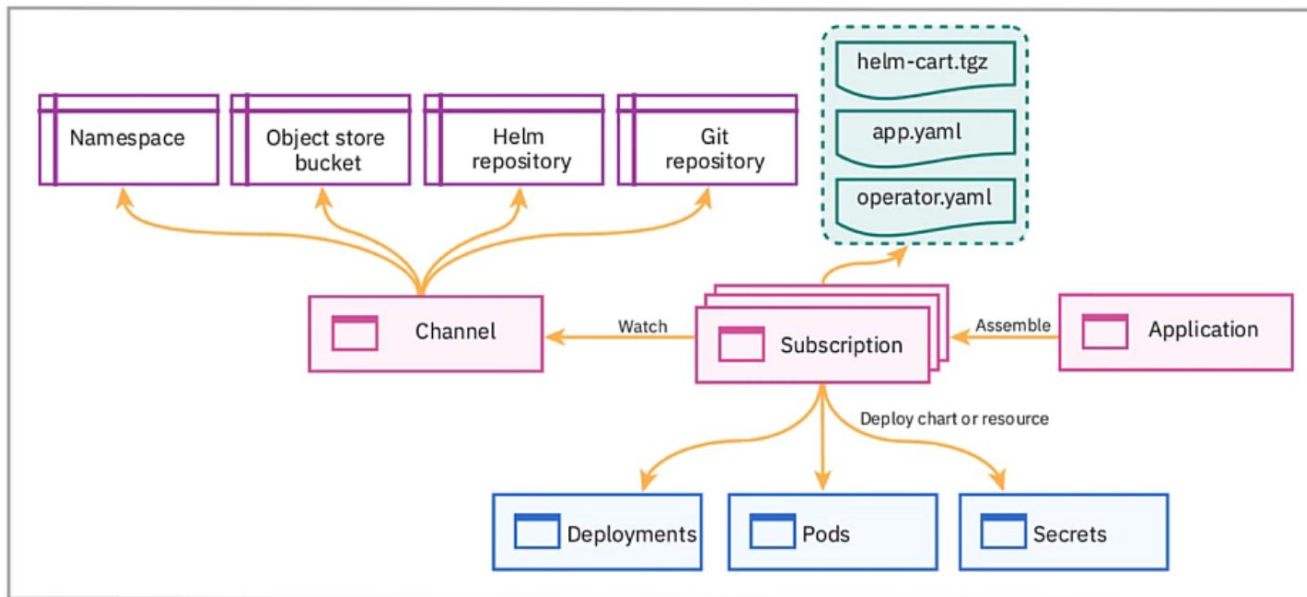 helm-cart.tgz
app.yaml
operator.yaml
Namespace
Object store
bucket
Helm
repository
Git
repository
Channel
Watch
Subscription
Assemble
Application
Deploy chart or resource
Deployments
Pods
Secrets